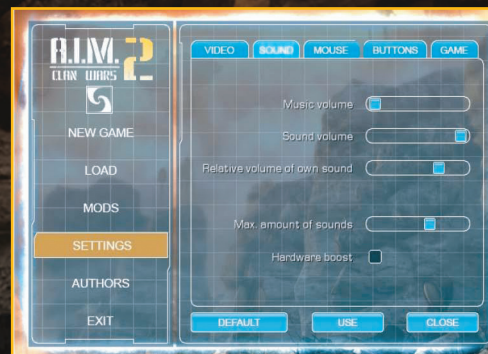 A.I.M. 2
CLAN WARS
NEW GAME
LOAD
MODS
SETTINGS
AUTHORS
EXIT
VIDEO SOUND MOUSE BUTTONS GAME
Music volume
Sound volume
Relative volume of own sound
Max. amount of sounds
Hardware boost
DEFAULT USE CLOSE